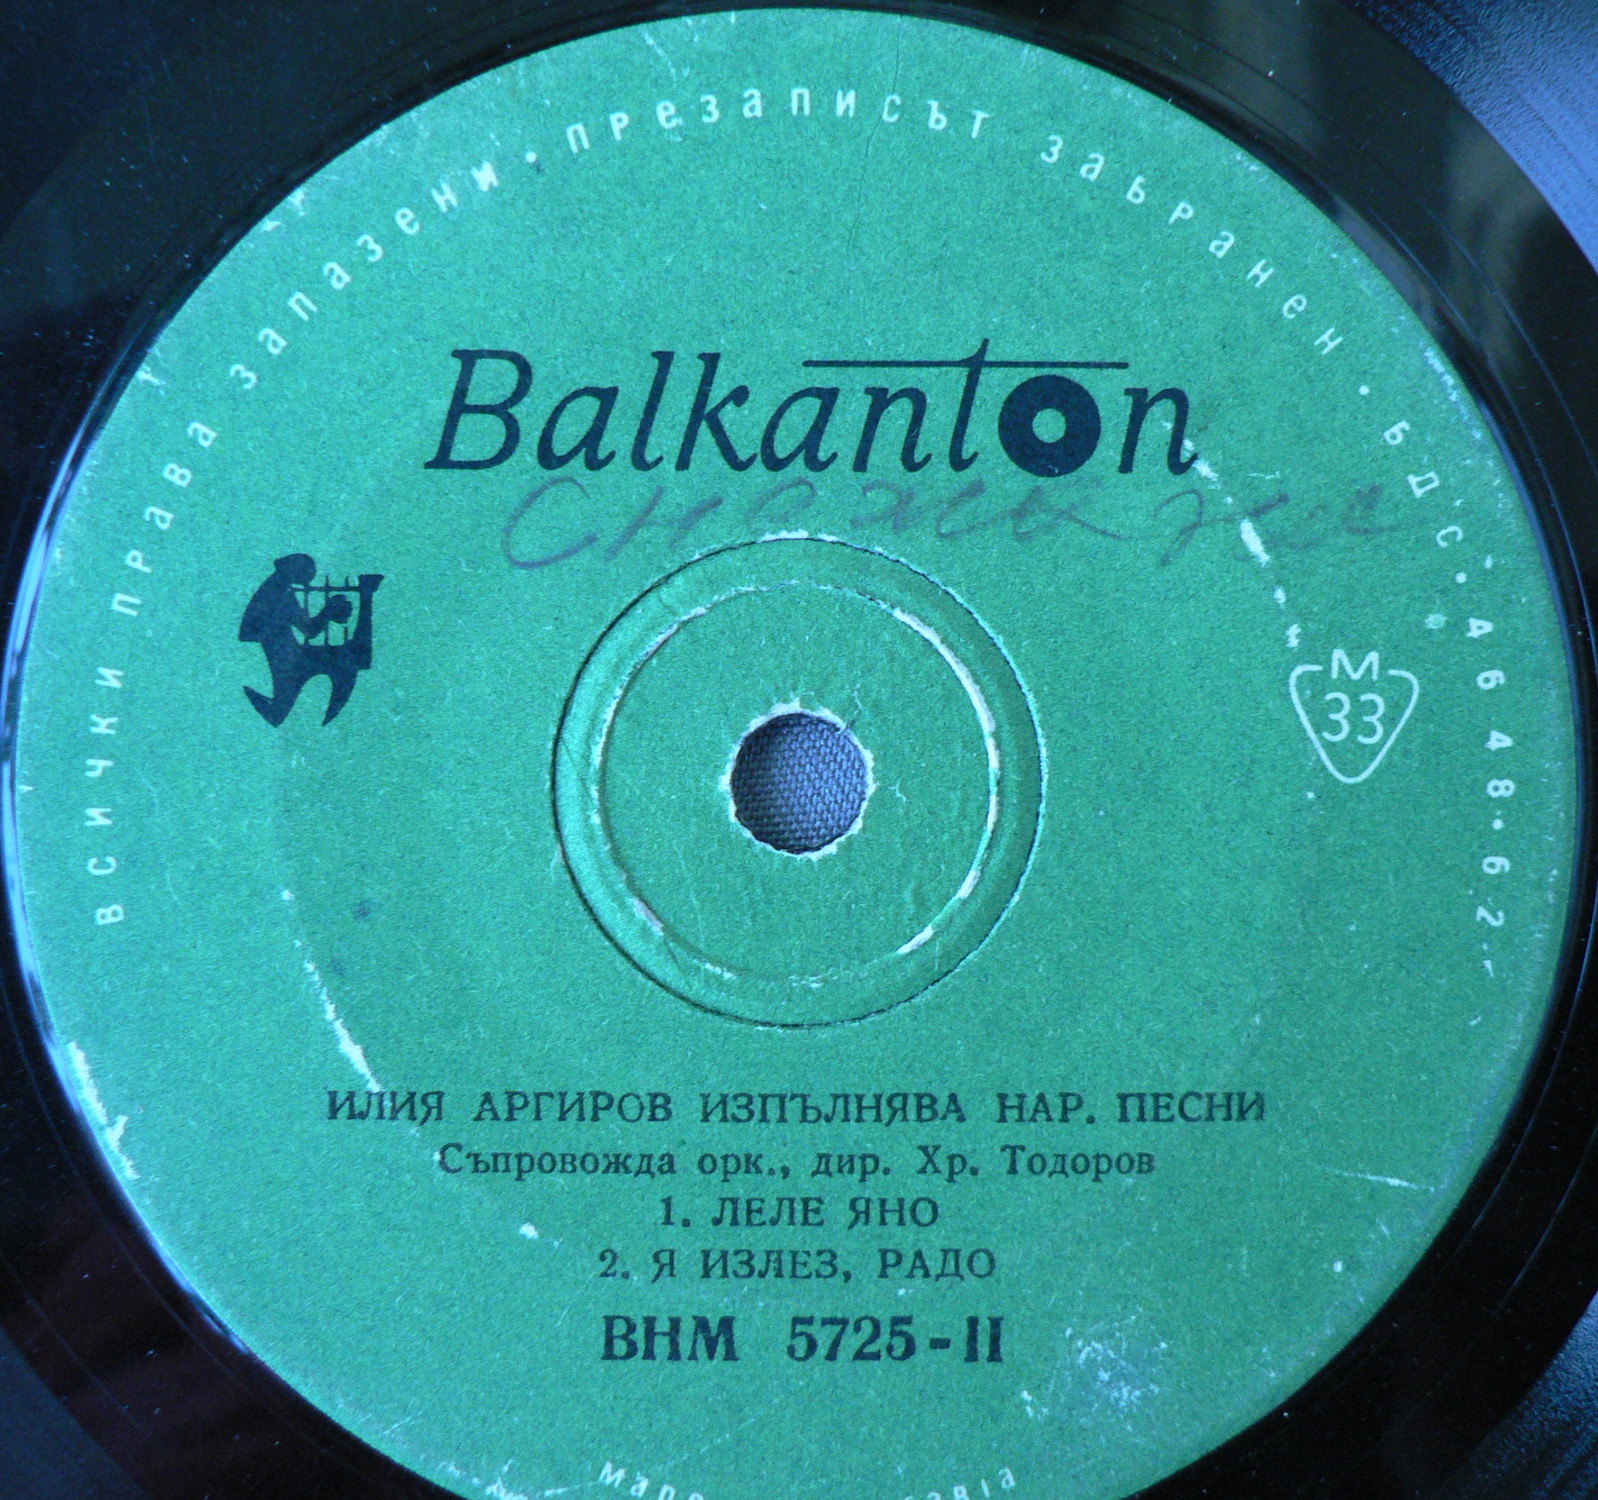 ВСИЧКИ ПРАВА ЗАПАЗЕНИ · ПРЕЗАПИСЪТ ЗАБРАНЕН · БДС · 4648-62
Balkanton
М
33
ИЛИЯ АРГИРОВ ИЗПЪЛНЯВА НАР. ПЕСНИ
Съпровожда орк., дир. Хр. Тодоров
1. ЛЕЛЕ ЯНО
2. Я ИЗЛЕЗ, РАДО
ВНМ 5725-II